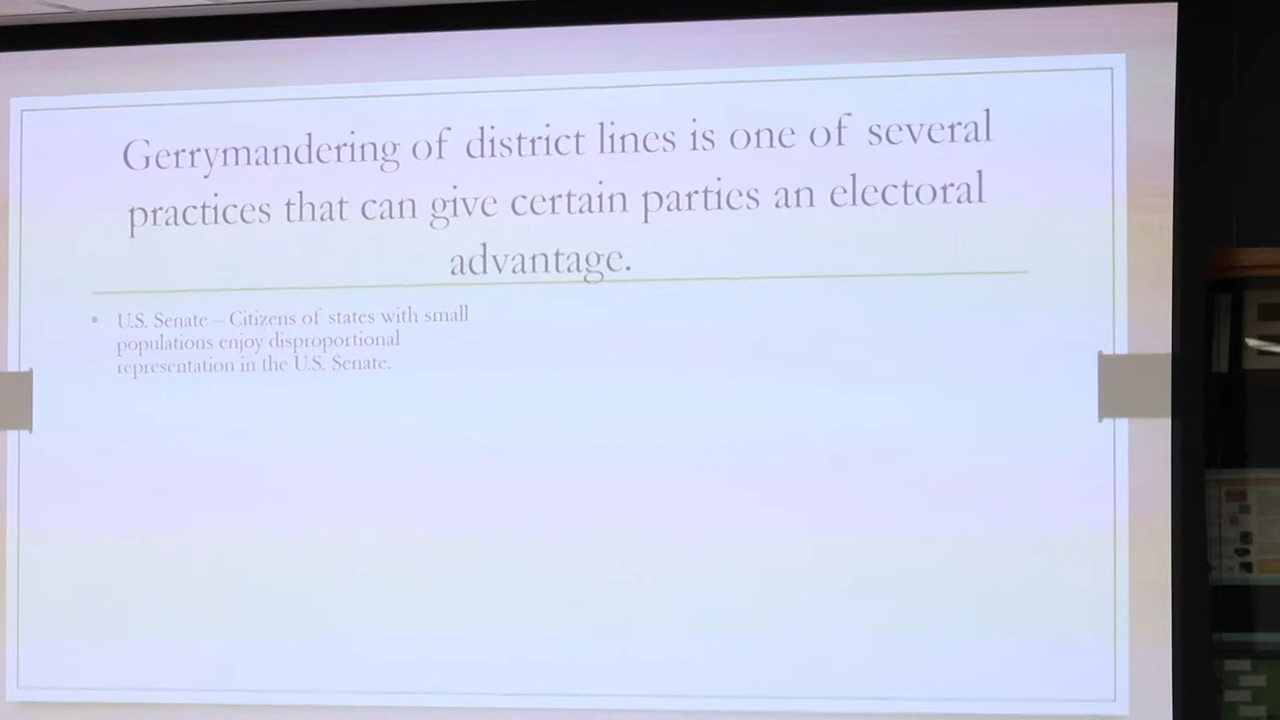 Gerrymandering of district lines is one of several
practices that can give certain parties an electoral
advantage.
• U.S. Senate – Citizens of states with small
populations enjoy disproportional
representation in the U.S. Senate.